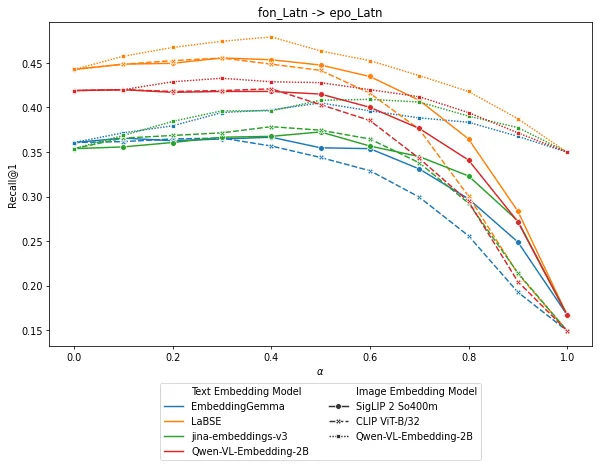 fon_Latn -> epo_Latn
Recall@1
0.45
0.40
0.35
0.30
0.25
0.20
0.15
0.0
0.2
0.4
0.6
0.8
1.0
α
Text Embedding Model
EmbeddingGemma
LaBSE
jina-embeddings-v3
Qwen-VL-Embedding-2B
Image Embedding Model
SigLIP 2 So400m
CLIP ViT-B/32
Qwen-VL-Embedding-2B